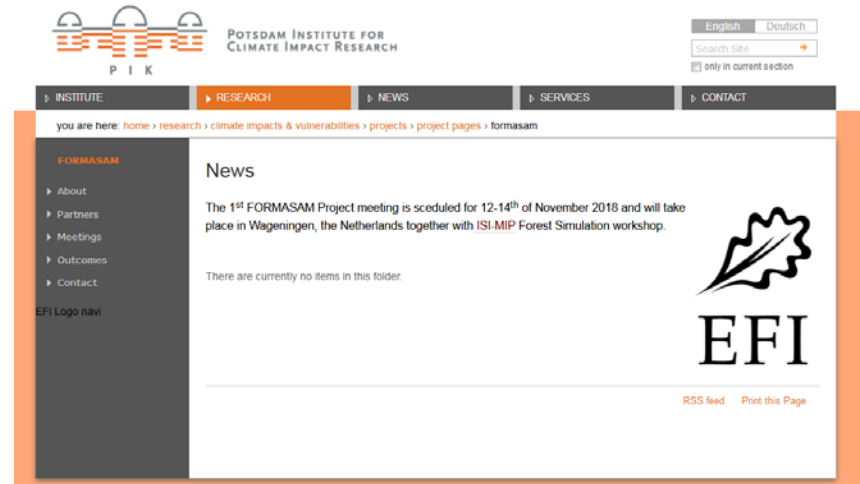 POTSDAM INSTITUTE FOR
CLIMATE IMPACT RESEARCH
P I K
English Deutsch
Search Site
only in current section
INSTITUTE RESEARCH NEWS SERVICES CONTACT
you are here: home › research › climate impacts & vulnerabilities › projects › project pages › formasam
FORMASAM
About
Partners
Meetings
Outcomes
Contact
EFI Logo navi
News
The 1st FORMASAM Project meeting is sceduled for 12-14th of November 2018 and will take
place in Wageningen, the Netherlands together with ISI-MIP Forest Simulation workshop.
There are currently no items in this folder.
EFI
RSS feed Print this Page